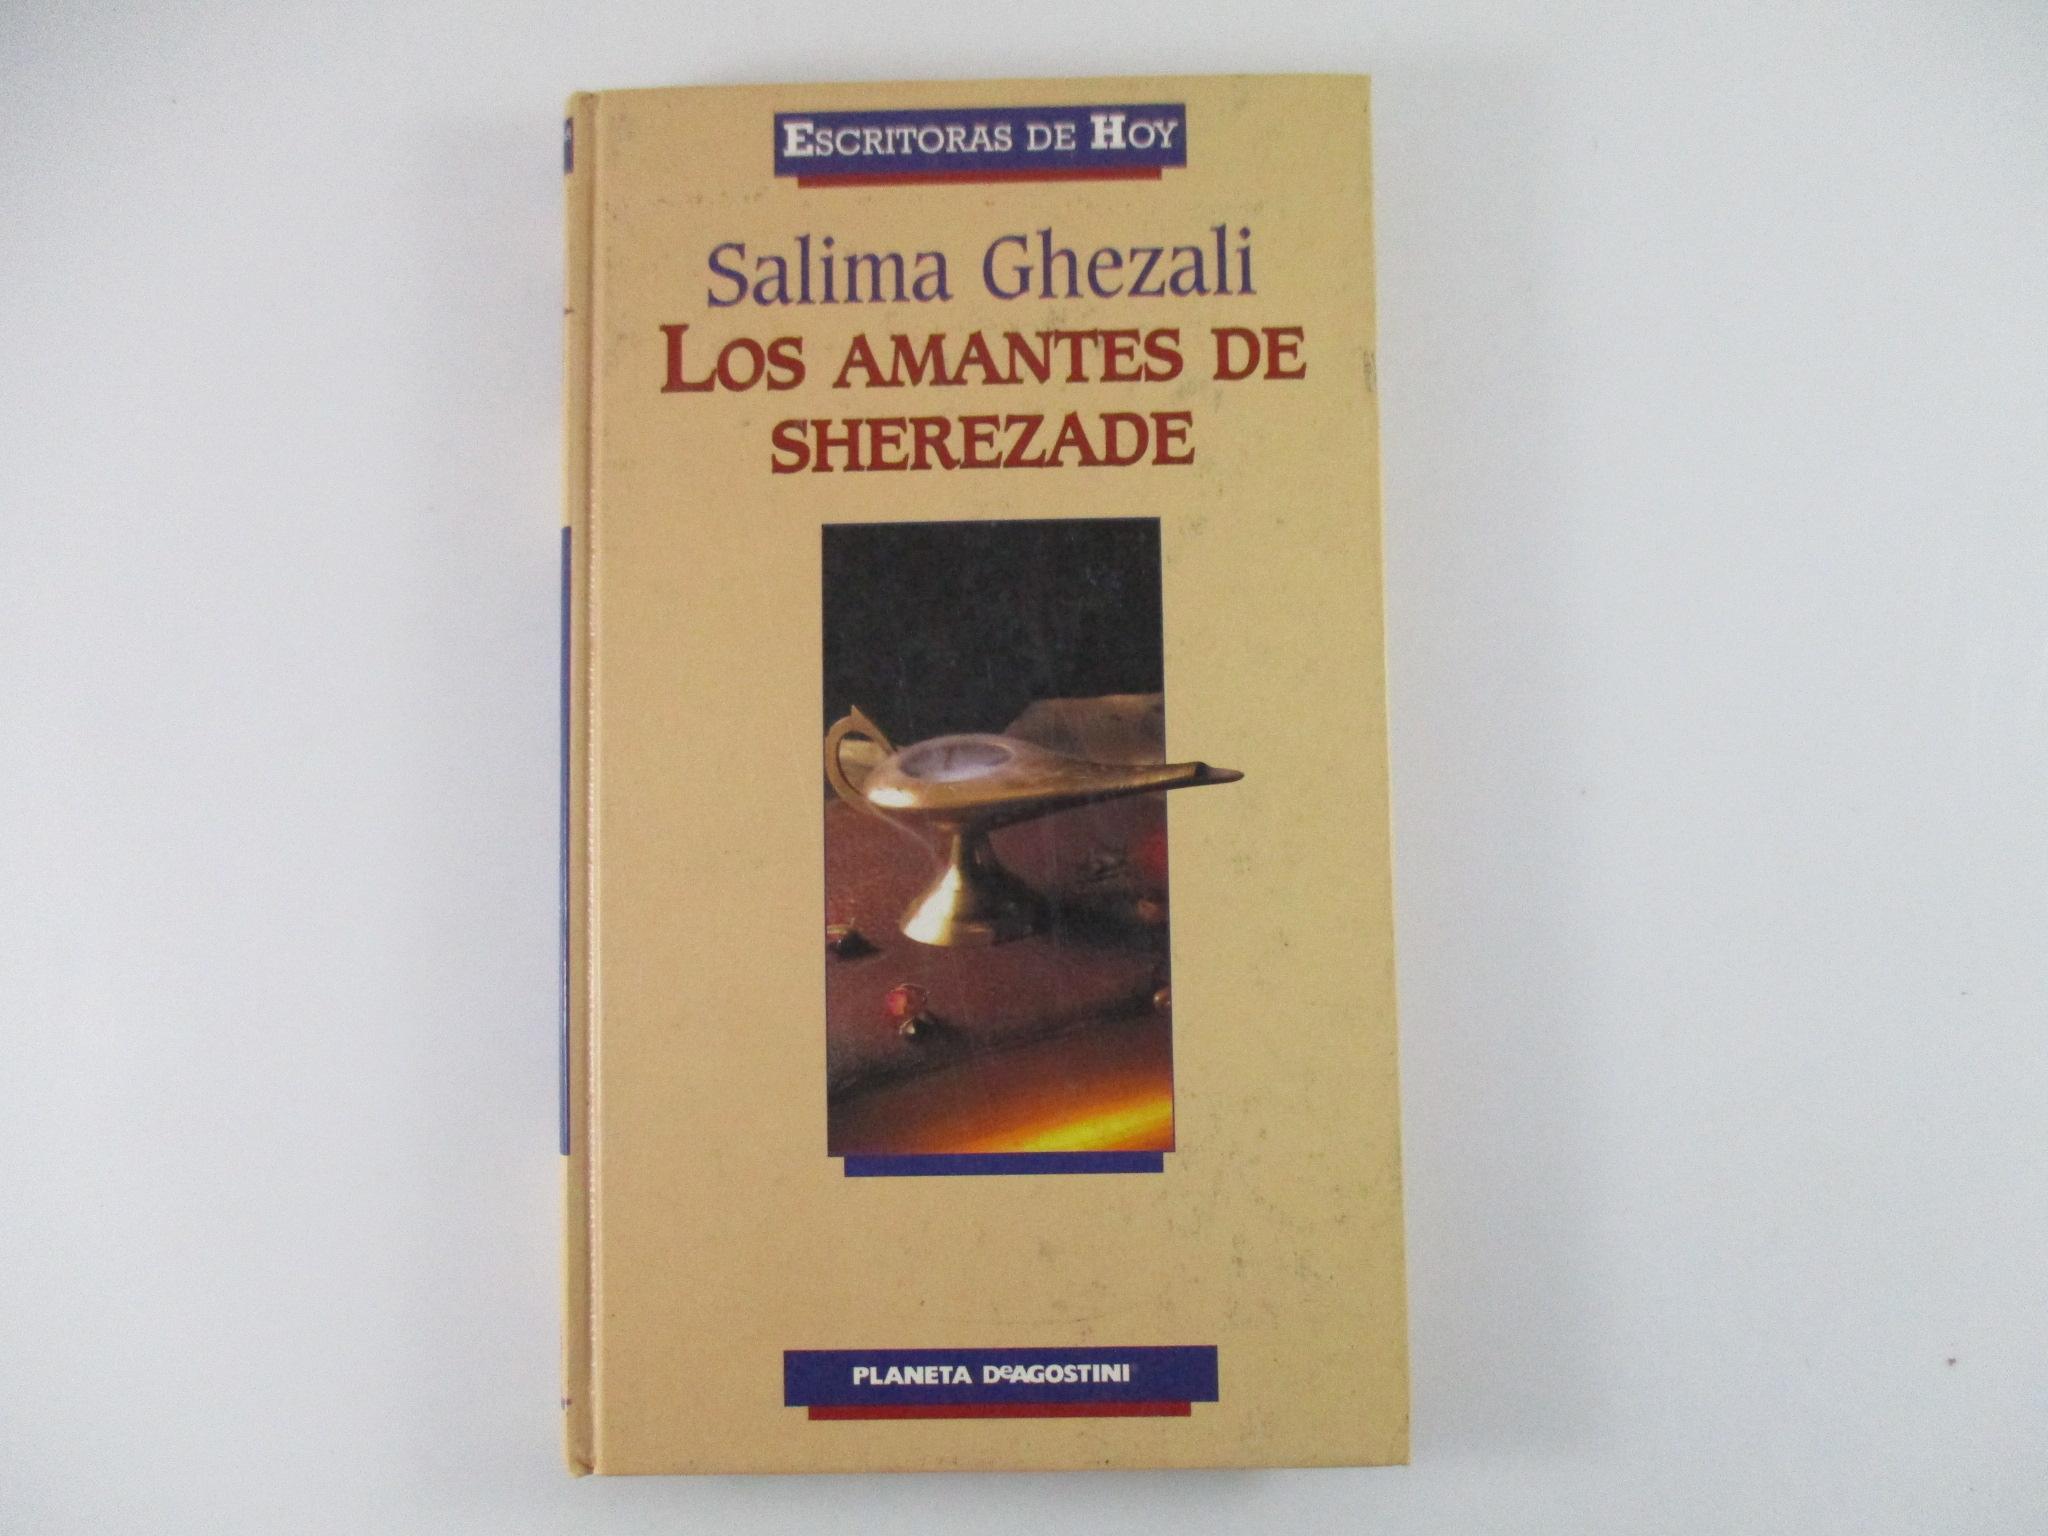 Escritoras de Hoy
Salima Ghezali
Los amantes de
Sherezade
PLANETA DeAGOSTINI